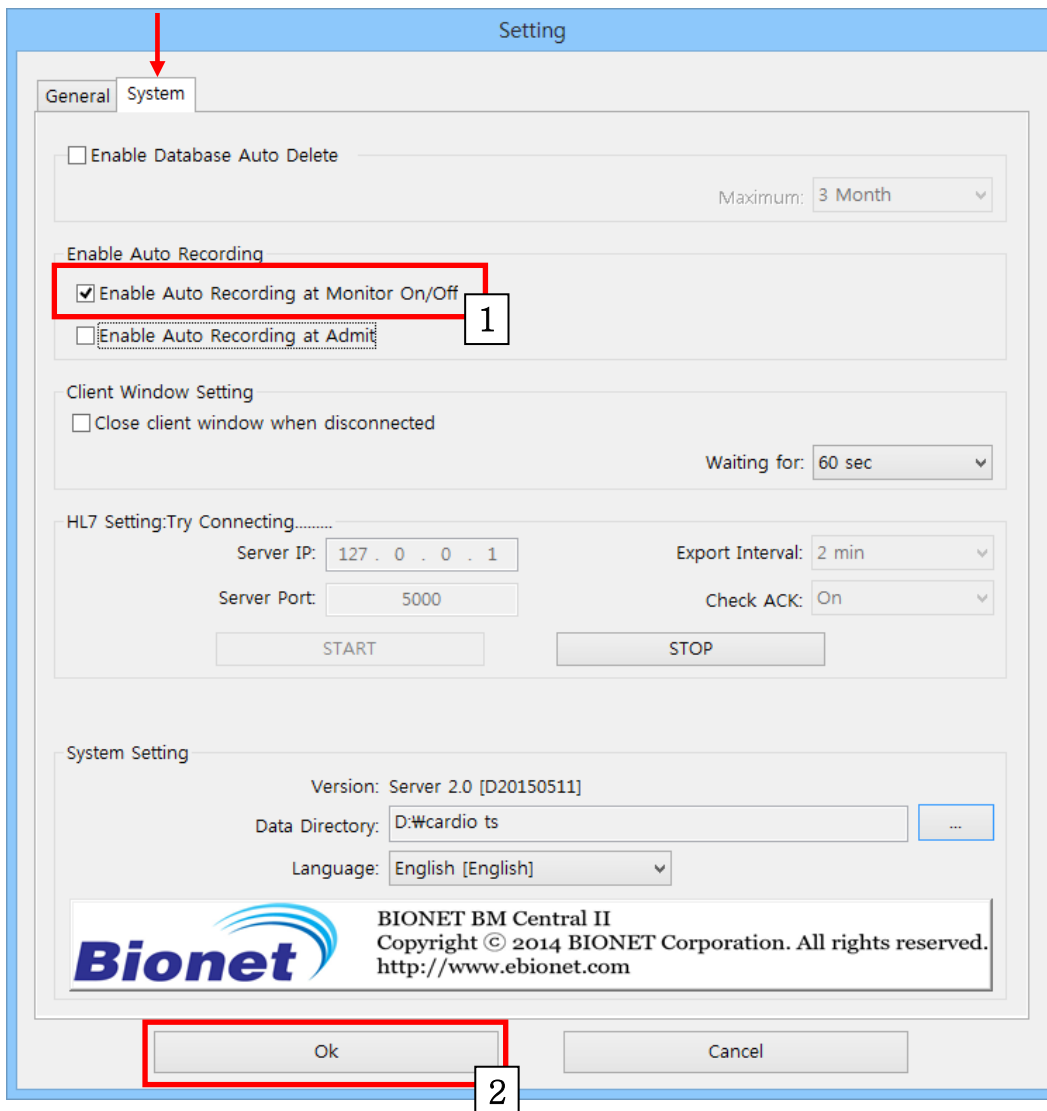 Setting
General System
Enable Database Auto Delete
Maximum: 3 Month
Enable Auto Recording
Enable Auto Recording at Monitor On/Off
1
Enable Auto Recording at Admit
Client Window Setting
Close client window when disconnected
Waiting for: 60 sec
HL7 Setting:Try Connecting.........
Server IP: 127 . 0 . 0 . 1 Export Interval: 2 min
Server Port: 5000 Check ACK: On
START STOP
System Setting
Version: Server 2.0 [D20150511]
Data Directory: D:₩cardio ts ...
Language: English [English]
Bionet
BIONET BM Central II
Copyright ⓒ 2014 BIONET Corporation. All rights reserved.
http://www.ebionet.com
Ok Cancel
2